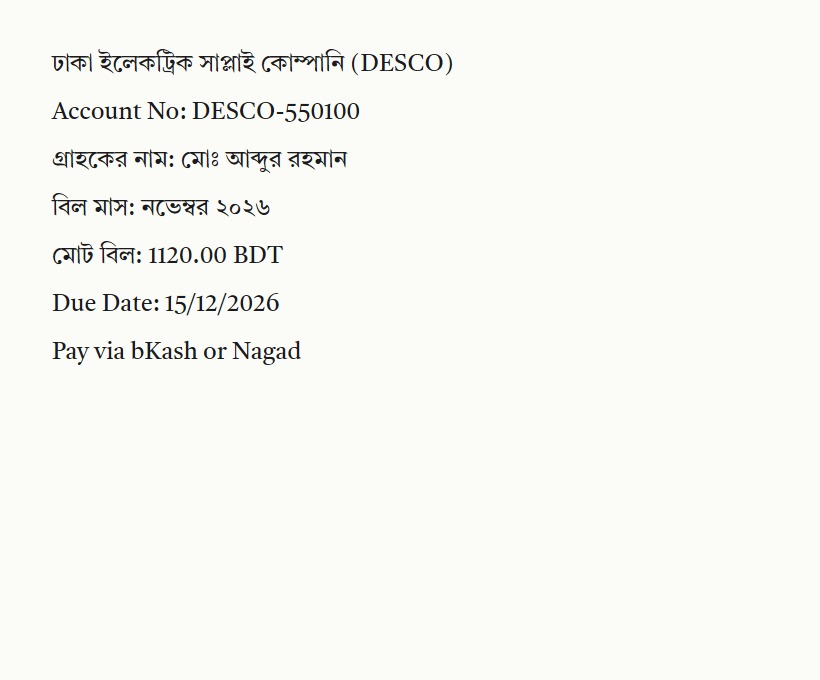 ঢাকা ইলেকট্রিক সাপ্লাই কোম্পানি (DESCO)
Account No: DESCO-550100
গ্রাহকের নাম: মোঃ আব্দুর রহমান
বিল মাস: নভেম্বর ২০২৬
মোট বিল: 1120.00 BDT
Due Date: 15/12/2026
Pay via bKash or Nagad